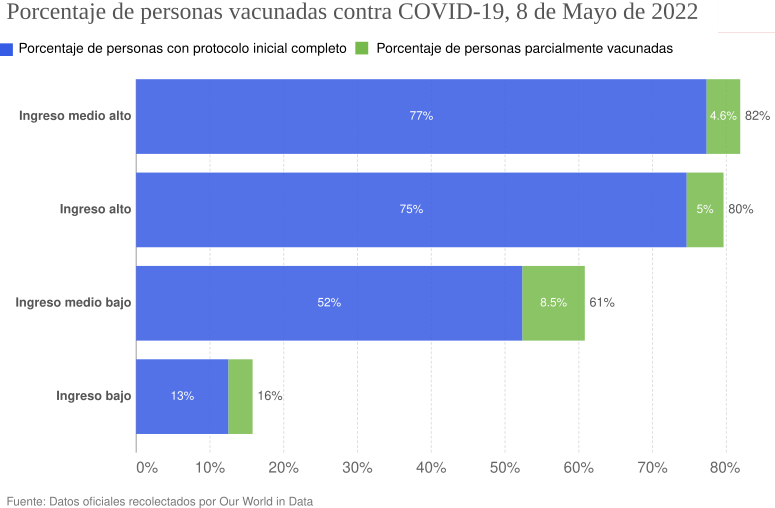 Porcentaje de personas vacunadas contra COVID-19, 8 de Mayo de 2022
Porcentaje de personas con protocolo inicial completo Porcentaje de personas parcialmente vacunadas
Ingreso medio alto 77% 4.6% 82%
Ingreso alto 75% 5% 80%
Ingreso medio bajo 52% 8.5% 61%
Ingreso bajo 13% 16%
0% 10% 20% 30% 40% 50% 60% 70% 80%
Fuente: Datos oficiales recolectados por Our World in Data